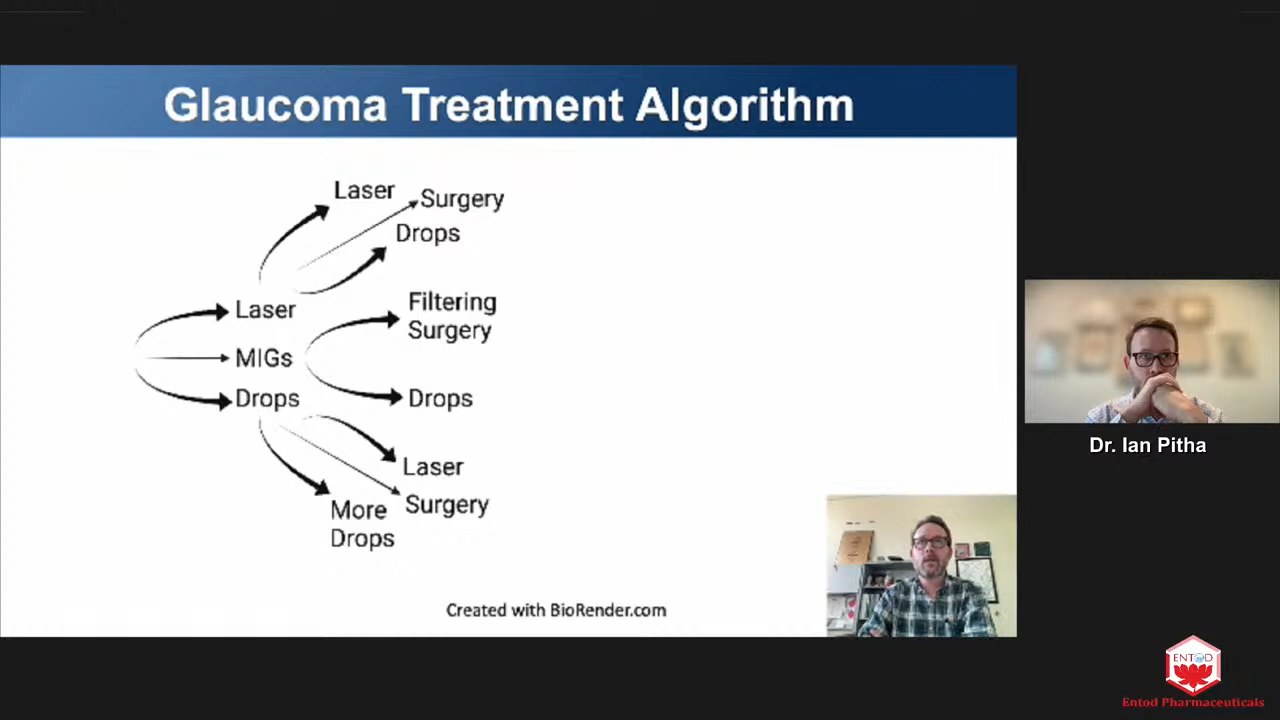 Glaucoma Treatment Algorithm
Laser
Surgery
Drops
Laser
MIGs
Drops
Filtering
Surgery
Drops
Laser
Surgery
More
Drops
Created with BioRender.com
Dr. Ian Pitha
ENTOD
Entod Pharmaceuticals